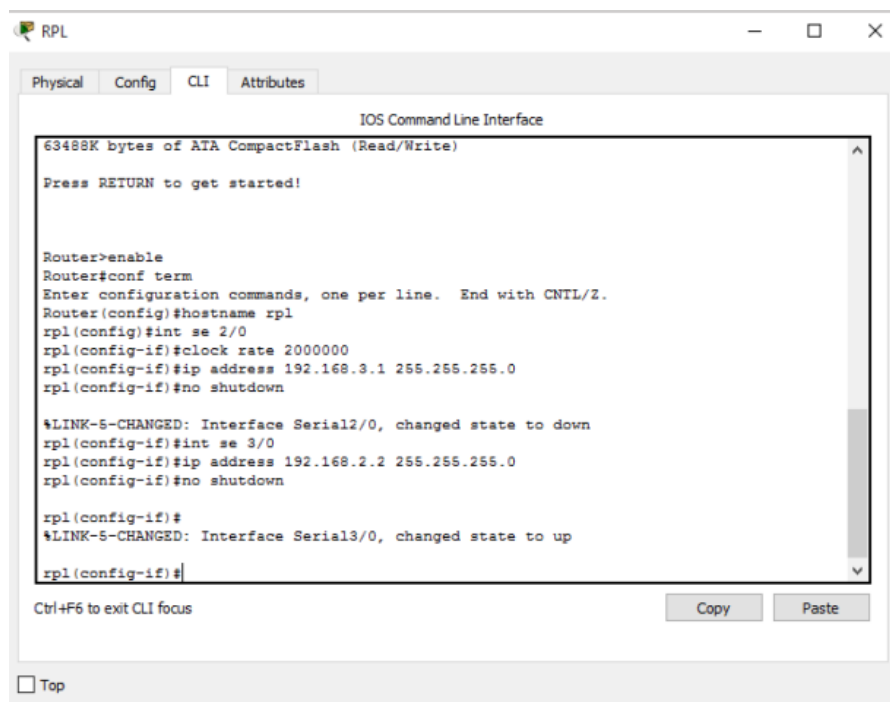 RPL
Physical Config CLI Attributes
IOS Command Line Interface
63488K bytes of ATA CompactFlash (Read/Write)
Press RETURN to get started!
Router>enable
Router#conf term
Enter configuration commands, one per line.  End with CNTL/Z.
Router(config)#hostname rpl
rpl(config)#int se 2/0
rpl(config-if)#clock rate 2000000
rpl(config-if)#ip address 192.168.3.1 255.255.255.0
rpl(config-if)#no shutdown
%LINK-5-CHANGED: Interface Serial2/0, changed state to down
rpl(config-if)#int se 3/0
rpl(config-if)#ip address 192.168.2.2 255.255.255.0
rpl(config-if)#no shutdown
rpl(config-if)#
%LINK-5-CHANGED: Interface Serial3/0, changed state to up
rpl(config-if)#
Ctrl+F6 to exit CLI focus Copy Paste
Top